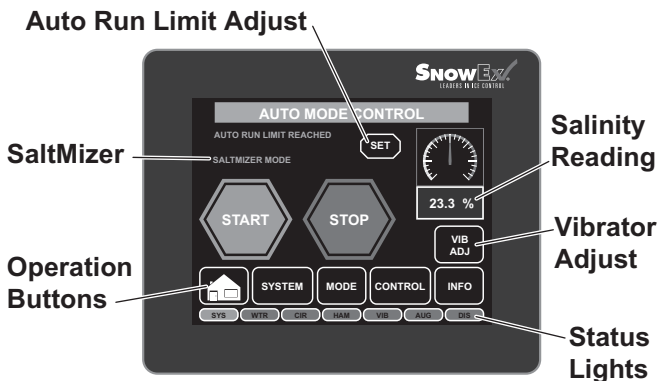 Auto Run Limit Adjust
SNOWEX
LEADERS IN ICE CONTROL
AUTO MODE CONTROL
AUTO RUN LIMIT REACHED
SET
SaltMizer
SALTMIZER MODE
Salinity
Reading
23.3 %
START
STOP
VIB
ADJ
Vibrator
Adjust
Operation
Buttons
SYSTEM
MODE
CONTROL
INFO
SYS
WTR
CIR
HAM
VIB
AUG
DIS
Status
Lights